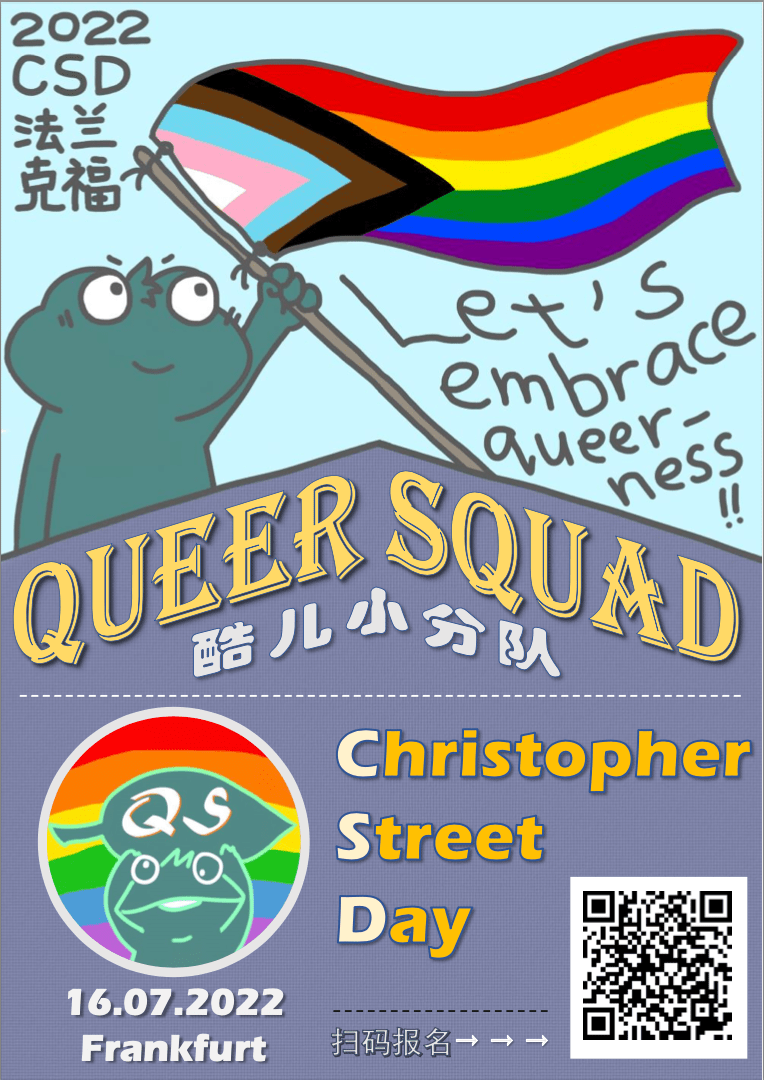 2022
CSD
法兰
克福
Let's
embrace
queer-
ness
!!
QUEER SQUAD
酷儿小分队
QS
Christopher
Street
Day
16.07.2022
Frankfurt
扫码报名→→→